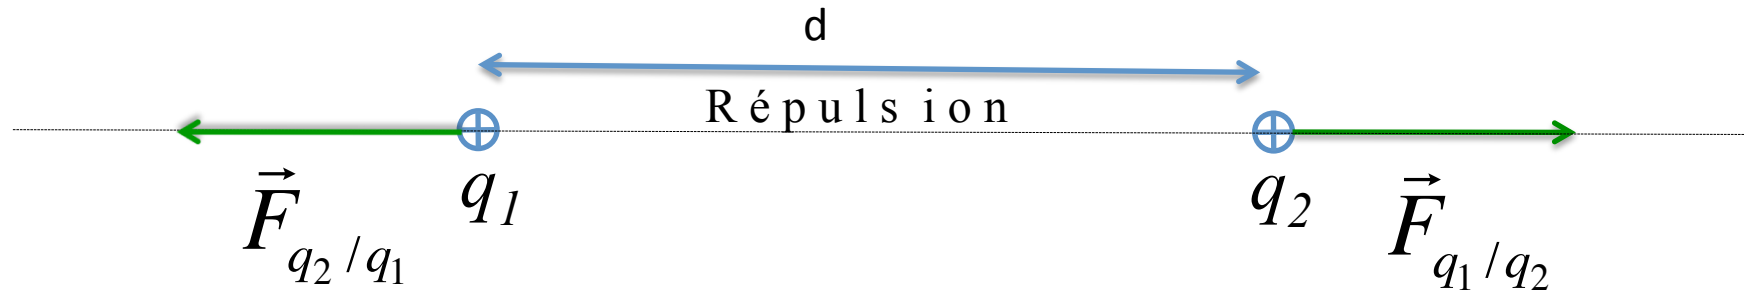 d
Répulsion
q₁ q₂
F⃗ q₂/q₁ F⃗ q₁/q₂